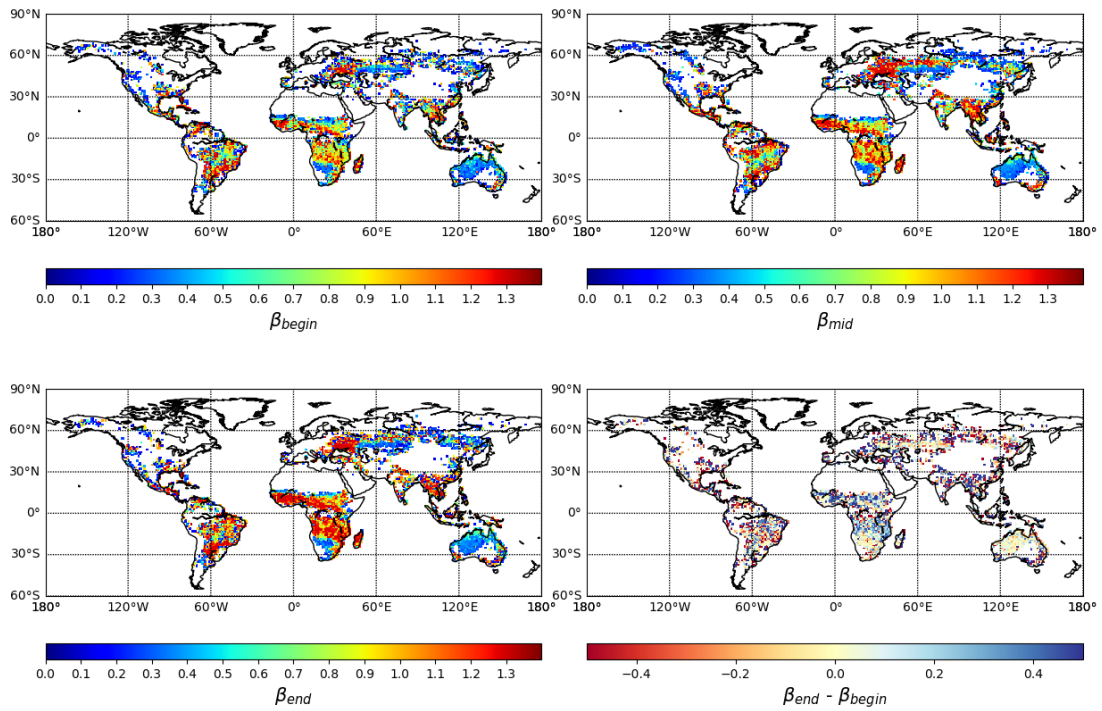 90°N 90°N
60°N 60°N
30°N 30°N
0° 0°
30°S 30°S
60°S 60°S
180° 120°W 60°W 0° 60°E 120°E 180° 180° 120°W 60°W 0° 60°E 120°E 180°
0.0 0.1 0.2 0.3 0.4 0.5 0.6 0.7 0.8 0.9 1.0 1.1 1.2 1.3 0.0 0.1 0.2 0.3 0.4 0.5 0.6 0.7 0.8 0.9 1.0 1.1 1.2 1.3
βbegin βmid
90°N 90°N
60°N 60°N
30°N 30°N
0° 0°
30°S 30°S
60°S 60°S
180° 120°W 60°W 0° 60°E 120°E 180° 180° 120°W 60°W 0° 60°E 120°E 180°
0.0 0.1 0.2 0.3 0.4 0.5 0.6 0.7 0.8 0.9 1.0 1.1 1.2 1.3 −0.4 −0.2 0.0 0.2 0.4
βend βend - βbegin